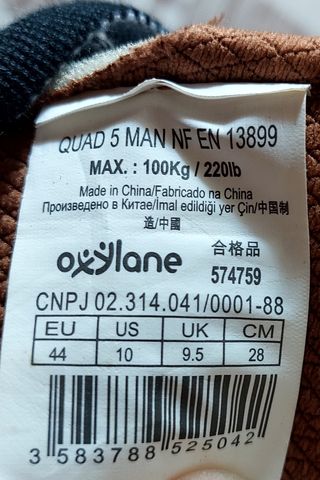 QUAD 5 MAN NF EN 13899
MAX. : 100Kg / 220lb
Made in China/Fabricado na China
Произведено в Китае/İmal edildiği yer Çin/中国制
造/中國
oxylane
合格品
574759
CNPJ 02.314.041/0001-88
EU US UK CM
44 10 9.5 28
3 583788 525042